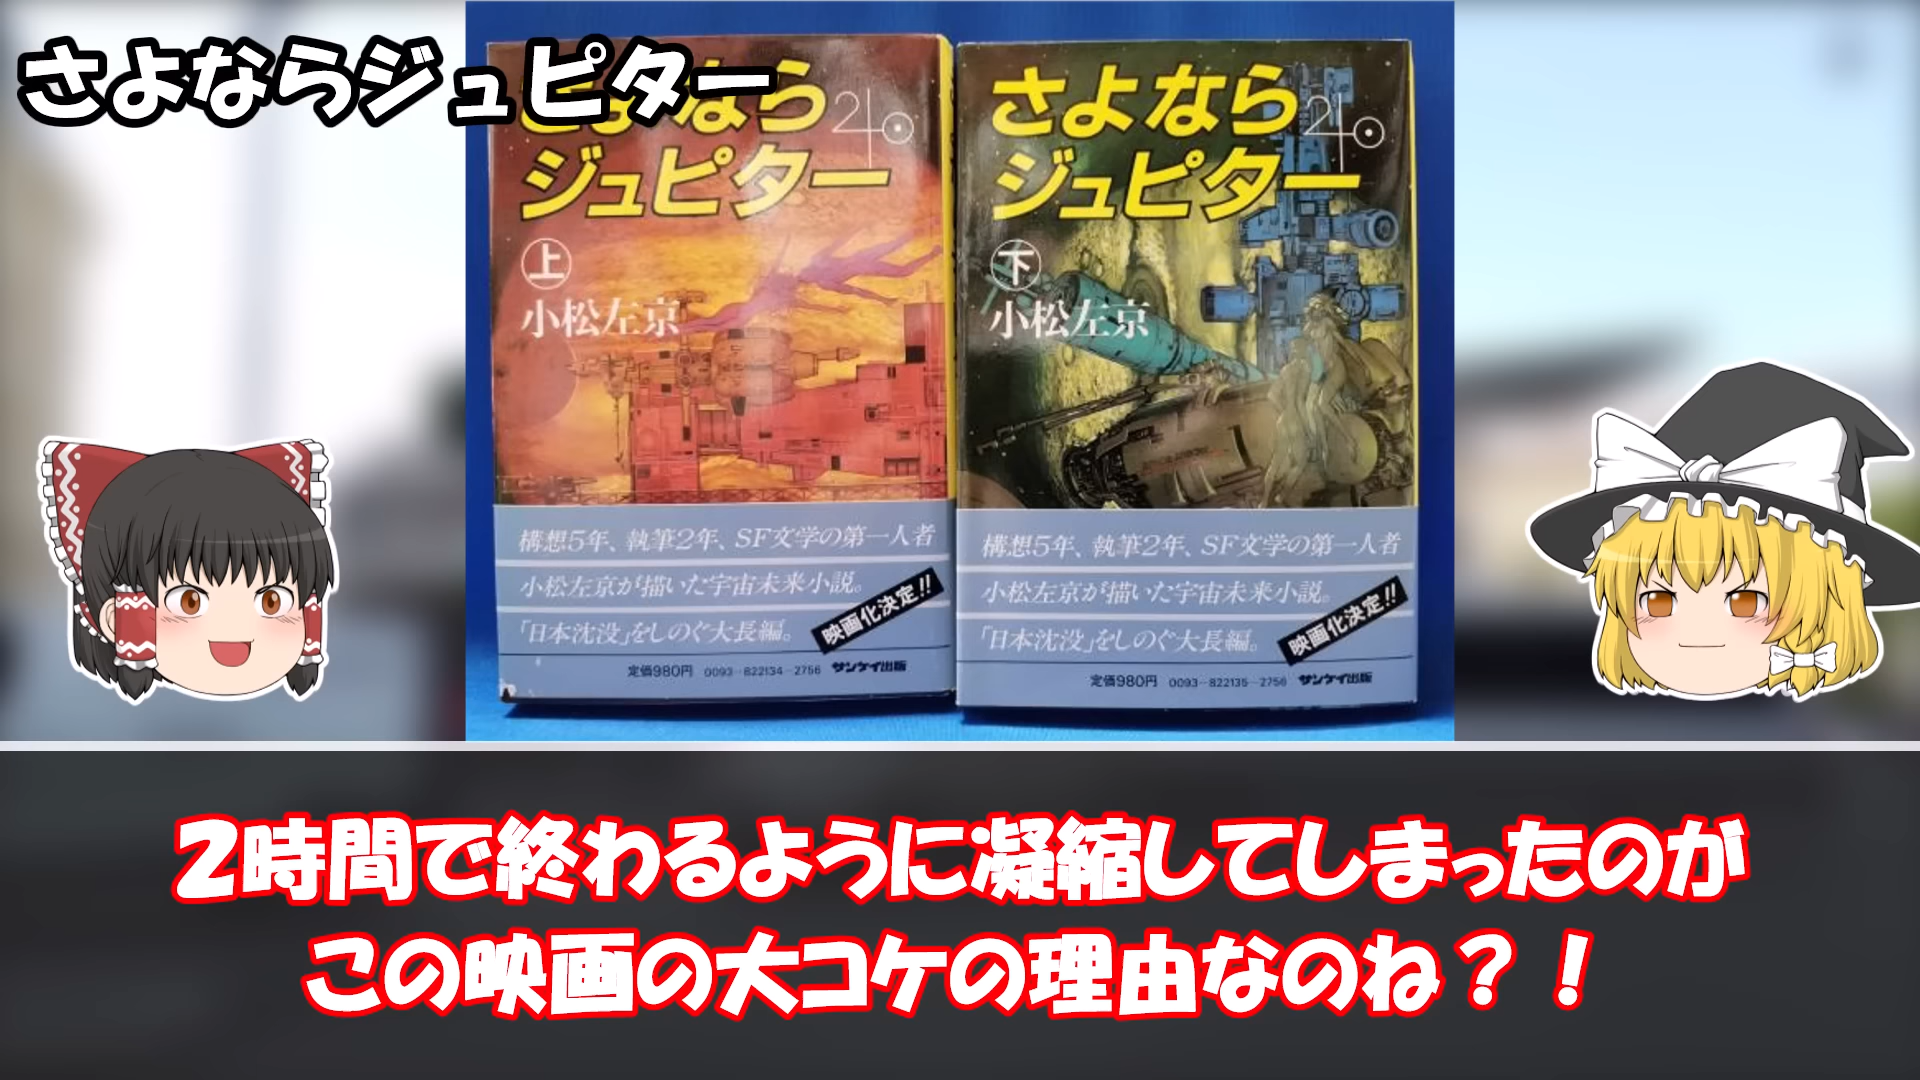 さよならジュピター
さよなら
ジュピター
上
小松左京
構想5年、執筆2年、SF文学の第一人者
小松左京が描いた宇宙未来小説。
「日本沈没」をしのぐ大長編。
映画化決定!!
定価980円 0093-822134-2756 サンケイ出版
さよなら
ジュピター
下
小松左京
構想5年、執筆2年、SF文学の第一人者
小松左京が描いた宇宙未来小説。
「日本沈没」をしのぐ大長編。
映画化決定!!
定価980円 0093-822135-2756 サンケイ出版
２時間で終わるように凝縮してしまったのが
この映画の大コケの理由なのね？！